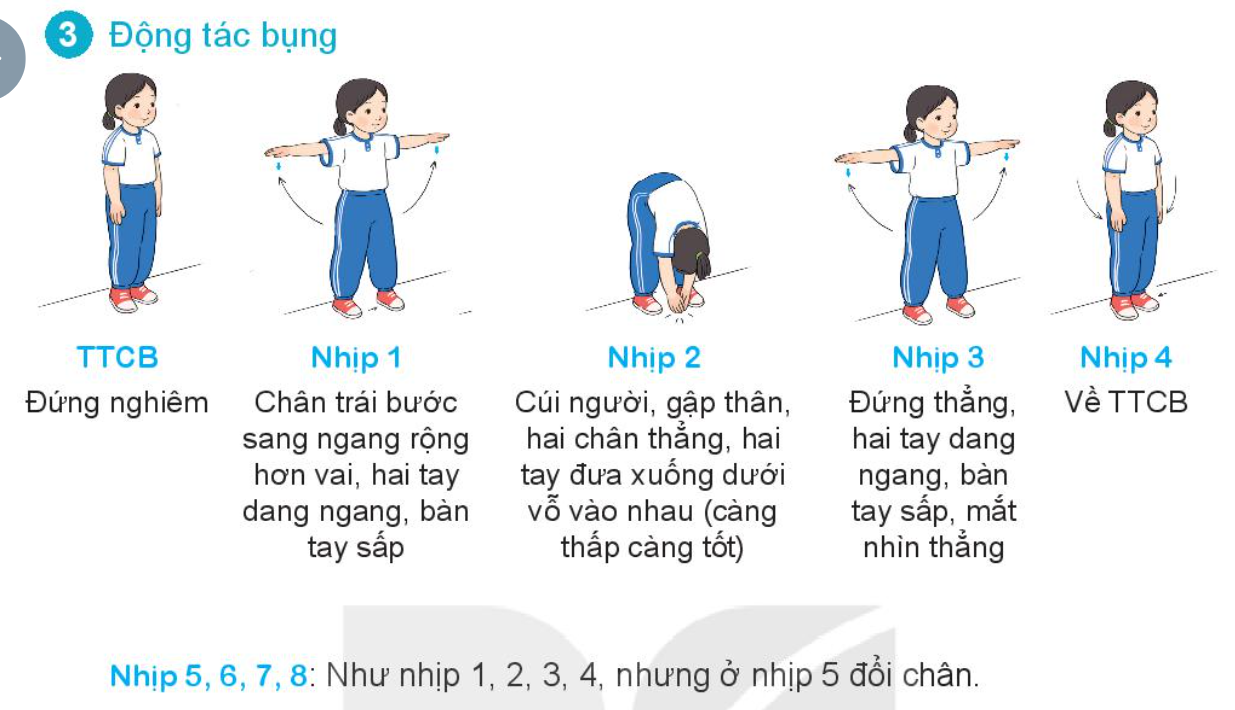 3 Động tác bụng
TTCB
Đứng nghiêm
Nhịp 1
Chân trái bước
sang ngang rộng
hơn vai, hai tay
dang ngang, bàn
tay sấp
Nhịp 2
Cúi người, gập thân,
hai chân thẳng, hai
tay đưa xuống dưới
vỗ vào nhau (càng
thấp càng tốt)
Nhịp 3
Đứng thẳng,
hai tay dang
ngang, bàn
tay sấp, mắt
nhìn thẳng
Nhịp 4
Về TTCB
Nhịp 5, 6, 7, 8: Như nhịp 1, 2, 3, 4, nhưng ở nhịp 5 đổi chân.